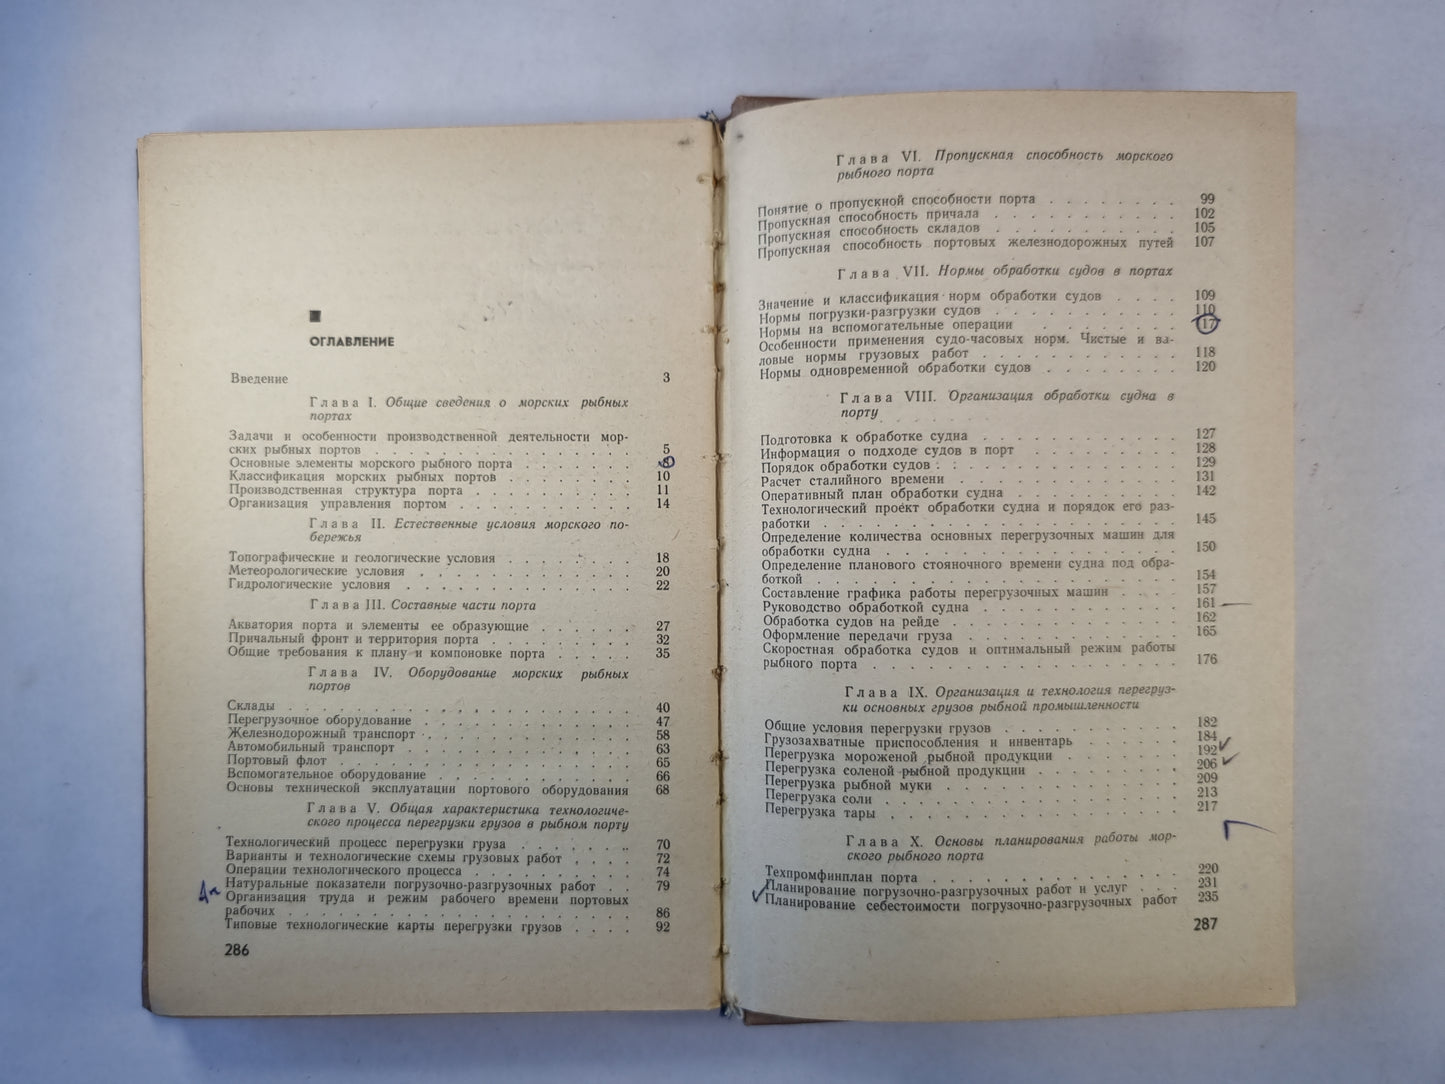 ОГЛАВЛЕНИЕ
Введение 3
Глава I. Общие сведения о морских рыбных
портах
Задачи и особенности производственной деятельности мор-
ских рыбных портов . . . . . . . . . . . . . . . 5
Основные элементы морского рыбного порта . . . . . . 8
Классификация морских рыбных портов . . . . . . . 10
Производственная структура порта . . . . . . . . . 11
Организация управления портом . . . . . . . . . . 14
Глава II. Естественные условия морского по-
бережья
Топографические и геологические условия . . . . . . . 18
Метеорологические условия . . . . . . . . . . . . 20
Гидрологические условия . . . . . . . . . . . . . 22
Глава III. Составные части порта
Акватория порта и элементы ее образующие . . . . . . 27
Причальный фронт и территория порта . . . . . . . . 32
Общие требования к плану и компоновке порта . . . . . 35
Глава IV. Оборудование морских рыбных
портов
Склады . . . . . . . . . . . . . . . . . . . 40
Перегрузочное оборудование . . . . . . . . . . . . 47
Железнодорожный транспорт . . . . . . . . . . . . 58
Автомобильный транспорт . . . . . . . . . . . . . 63
Портовый флот . . . . . . . . . . . . . . . . . 65
Вспомогательное оборудование . . . . . . . . . . . 66
Основы технической эксплуатации портового оборудования 68
Глава V. Общая характеристика технологиче-
ского процесса перегрузки грузов в рыбном порту
Технологический процесс перегрузки груза . . . . . . . 70
Варианты и технологические схемы грузовых работ . . . . 72
Операции технологического процесса . . . . . . . . . 74
Натуральные показатели погрузочно-разгрузочных работ . . 79
Организация труда и режим рабочего времени портовых
рабочих . . . . . . . . . . . . . . . . . . . 86
Типовые технологические карты перегрузки грузов . . . . 92
286
Глава VI. Пропускная способность морского
рыбного порта
Понятие о пропускной способности порта . . . . . . . . 99
Пропускная способность причала . . . . . . . . . . . 102
Пропускная способность складов . . . . . . . . . . . 105
Пропускная способность портовых железнодорожных путей 107
Глава VII. Нормы обработки судов в портах
Значение и классификация норм обработки судов . . . . 109
Нормы погрузки-разгрузки судов . . . . . . . . . . . 110
Нормы на вспомогательные операции . . . . . . . . 117
Особенности применения судо-часовых норм. Чистые и ва-
ловые нормы грузовых работ . . . . . . . . . . . . 118
Нормы одновременной обработки судов . . . . . . . . 120
Глава VIII. Организация обработки судна в
порту
Подготовка к обработке судна . . . . . . . . . . . . 127
Информация о подходе судов в порт . . . . . . . . . 128
Порядок обработки судов . . . . . . . . . . . . . . 129
Расчет сталийного времени . . . . . . . . . . . . . 131
Оперативный план обработки судна . . . . . . . . . . 142
Технологический проект обработки судна и порядок его раз-
работки . . . . . . . . . . . . . . . . . . . . 145
Определение количества основных перегрузочных машин для
обработки судна . . . . . . . . . . . . . . . . . 150
Определение планового стояночного времени судна под обра-
боткой . . . . . . . . . . . . . . . . . . . . 154
Составление графика работы перегрузочных машин . . . . 157
Руководство обработкой судна . . . . . . . . . . . . 161
Обработка судов на рейде . . . . . . . . . . . . . 162
Оформление передачи груза . . . . . . . . . . . . . 165
Скоростная обработка судов и оптимальный режим работы
рыбного порта . . . . . . . . . . . . . . . . . . 176
Глава IX. Организация и технология перегруз-
ки основных грузов рыбной промышленности
Общие условия перегрузки грузов . . . . . . . . . . . 182
Грузозахватные приспособления и инвентарь . . . . . . 184
Перегрузка мороженой рыбной продукции . . . . . . . 192
Перегрузка соленой рыбной продукции . . . . . . . . . 206
Перегрузка рыбной муки . . . . . . . . . . . . . . 209
Перегрузка соли . . . . . . . . . . . . . . . . . 213
Перегрузка тары . . . . . . . . . . . . . . . . . 217
Глава X. Основы планирования работы мор-
ского рыбного порта
Техпромфинплан порта . . . . . . . . . . . . . . . 220
Планирование погрузочно-разгрузочных работ и услуг . . . 231
Планирование себестоимости погрузочно-разгрузочных работ 235
287